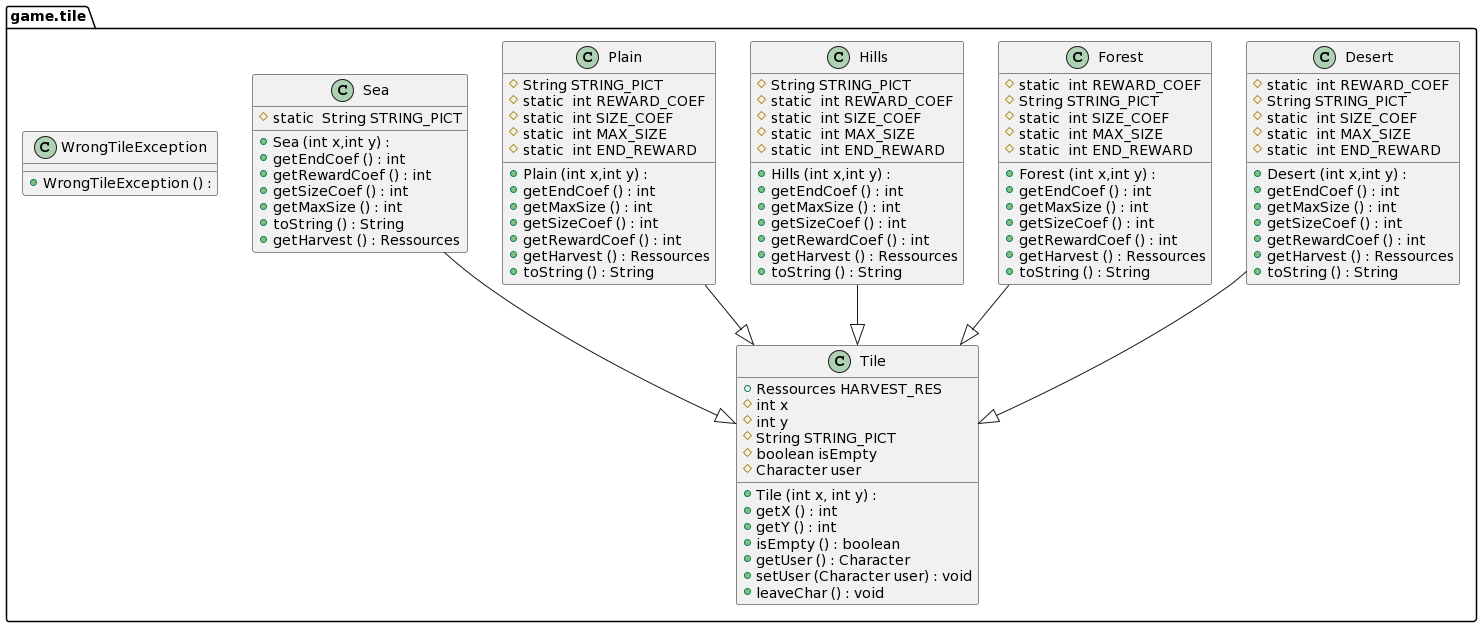 game.tile
WrongTileException
WrongTileException () :
Sea
static  String STRING_PICT
Sea (int x,int y) :
getEndCoef () : int
getRewardCoef () : int
getSizeCoef () : int
getMaxSize () : int
toString () : String
getHarvest () : Ressources
Plain
String STRING_PICT
static  int REWARD_COEF
static  int SIZE_COEF
static  int MAX_SIZE
static  int END_REWARD
Plain (int x,int y) :
getEndCoef () : int
getMaxSize () : int
getSizeCoef () : int
getRewardCoef () : int
getHarvest () : Ressources
toString () : String
Hills
String STRING_PICT
static  int REWARD_COEF
static  int SIZE_COEF
static  int MAX_SIZE
static  int END_REWARD
Hills (int x,int y) :
getEndCoef () : int
getMaxSize () : int
getSizeCoef () : int
getRewardCoef () : int
getHarvest () : Ressources
toString () : String
Forest
static  int REWARD_COEF
String STRING_PICT
static  int SIZE_COEF
static  int MAX_SIZE
static  int END_REWARD
Forest (int x,int y) :
getEndCoef () : int
getMaxSize () : int
getSizeCoef () : int
getRewardCoef () : int
getHarvest () : Ressources
toString () : String
Desert
static  int REWARD_COEF
String STRING_PICT
static  int SIZE_COEF
static  int MAX_SIZE
static  int END_REWARD
Desert (int x,int y) :
getEndCoef () : int
getMaxSize () : int
getSizeCoef () : int
getRewardCoef () : int
getHarvest () : Ressources
toString () : String
Tile
Ressources HARVEST_RES
int x
int y
String STRING_PICT
boolean isEmpty
Character user
Tile (int x, int y) :
getX () : int
getY () : int
isEmpty () : boolean
getUser () : Character
setUser (Character user) : void
leaveChar () : void